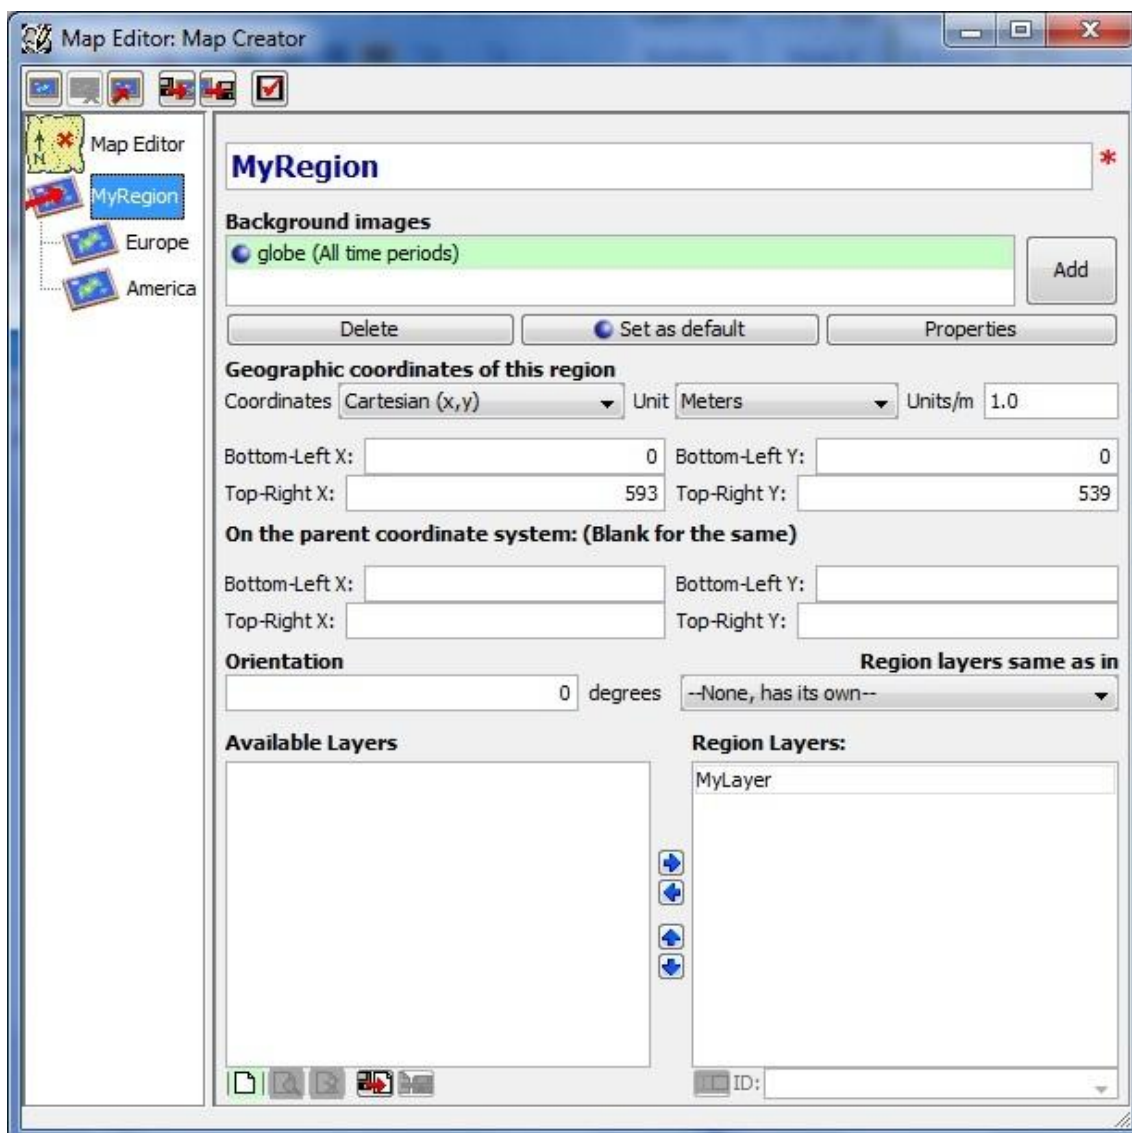 Map Editor: Map Creator
Map Editor
MyRegion
Europe
America
MyRegion *
Background images
globe (All time periods)
Add
Delete Set as default Properties
Geographic coordinates of this region
Coordinates Cartesian (x,y) Unit Meters Units/m 1.0
Bottom-Left X: 0 Bottom-Left Y: 0
Top-Right X: 593 Top-Right Y: 539
On the parent coordinate system: (Blank for the same)
Bottom-Left X: Bottom-Left Y:
Top-Right X: Top-Right Y:
Orientation Region layers same as in
0 degrees --None, has its own--
Available Layers Region Layers:
MyLayer
ID: